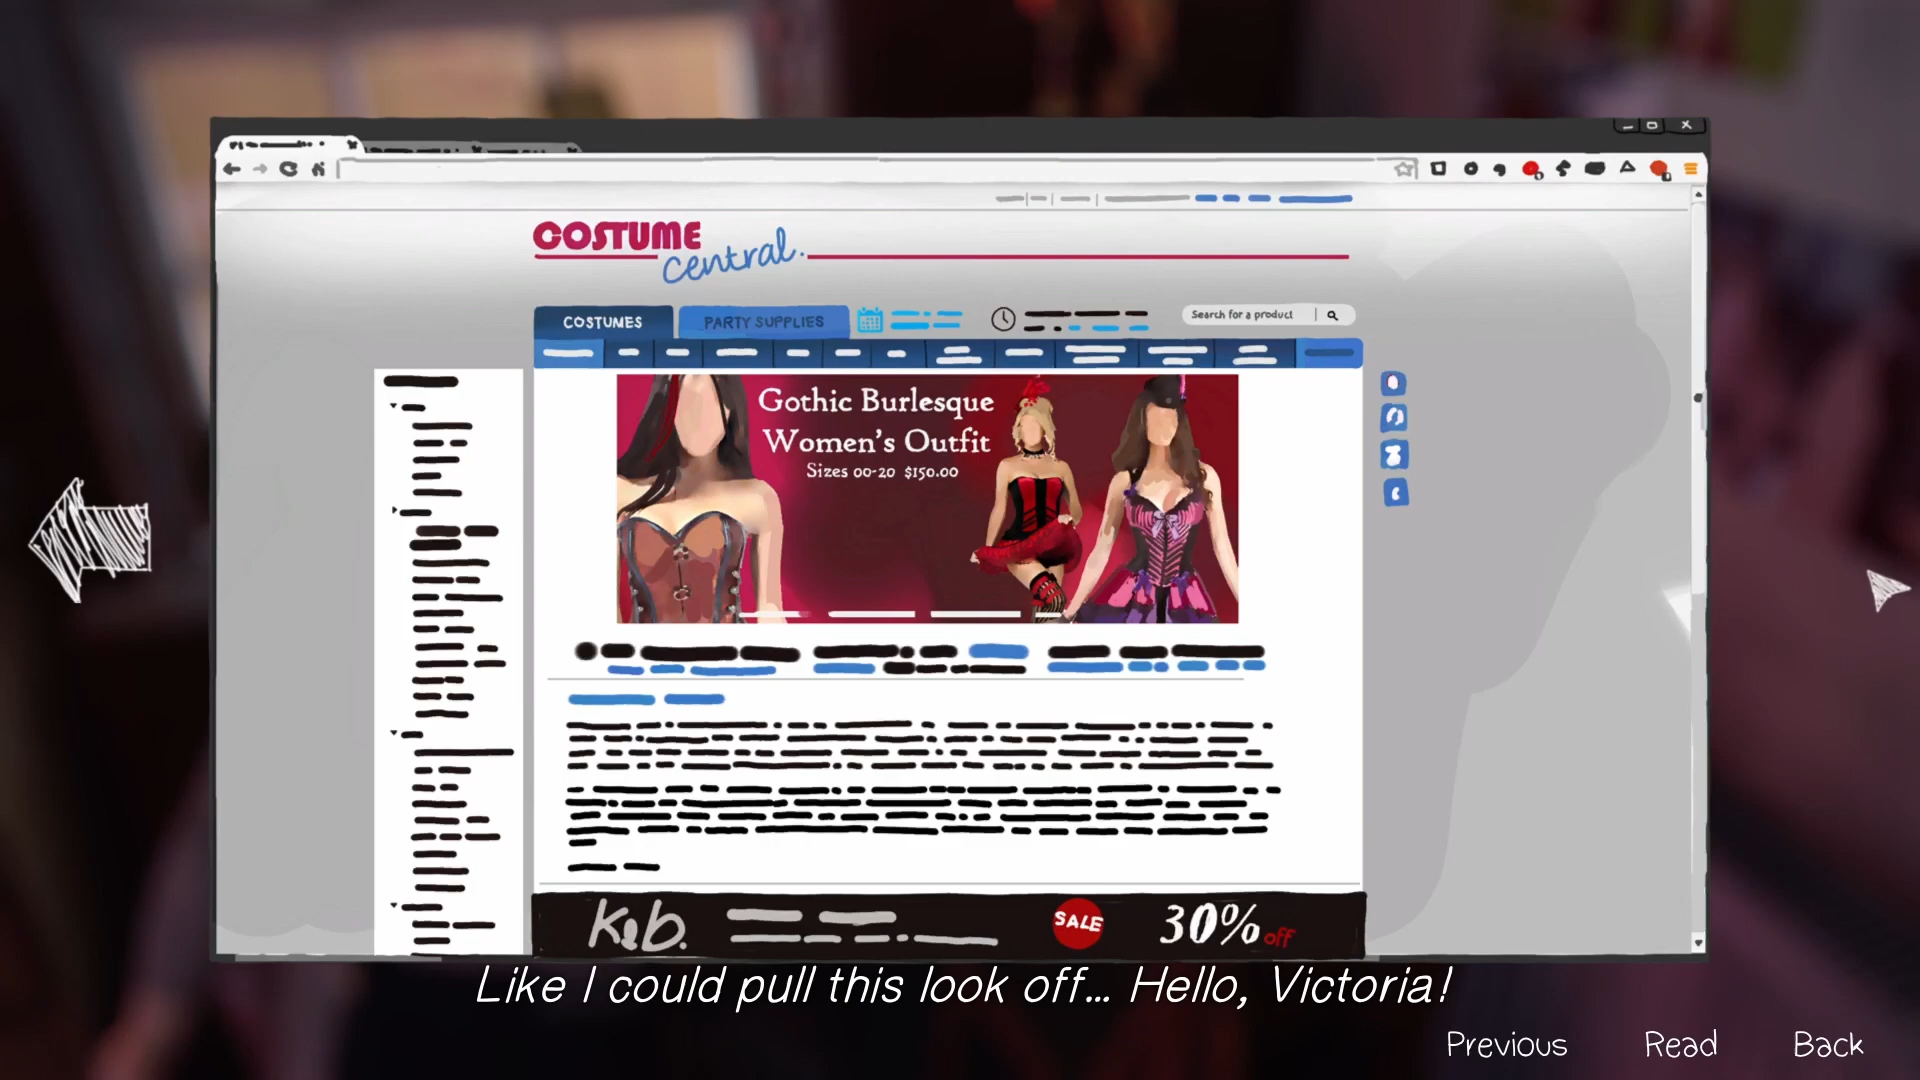 COSTUME
central.
COSTUMES
PARTY SUPPLIES
Search for a product
Gothic Burlesque
Women's Outfit
Sizes 00-20 $150.00
K&b.
SALE
30% off
Like I could pull this look off... Hello, Victoria!
Previous
Read
Back